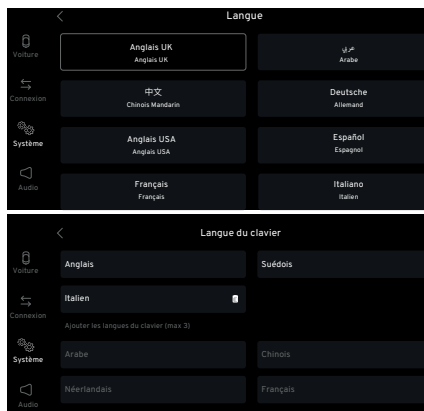 Langue
Voiture
Connexion
Système
Audio
Anglais UK
Anglais UK
عربي
Arabe
中文
Chinois Mandarin
Deutsche
Allemand
Anglais USA
Anglais USA
Español
Espagnol
Français
Français
Italiano
Italien
Langue du clavier
Voiture
Connexion
Système
Audio
Anglais
Suédois
Italien
Ajouter les langues du clavier (max 3)
Arabe
Chinois
Néerlandais
Français